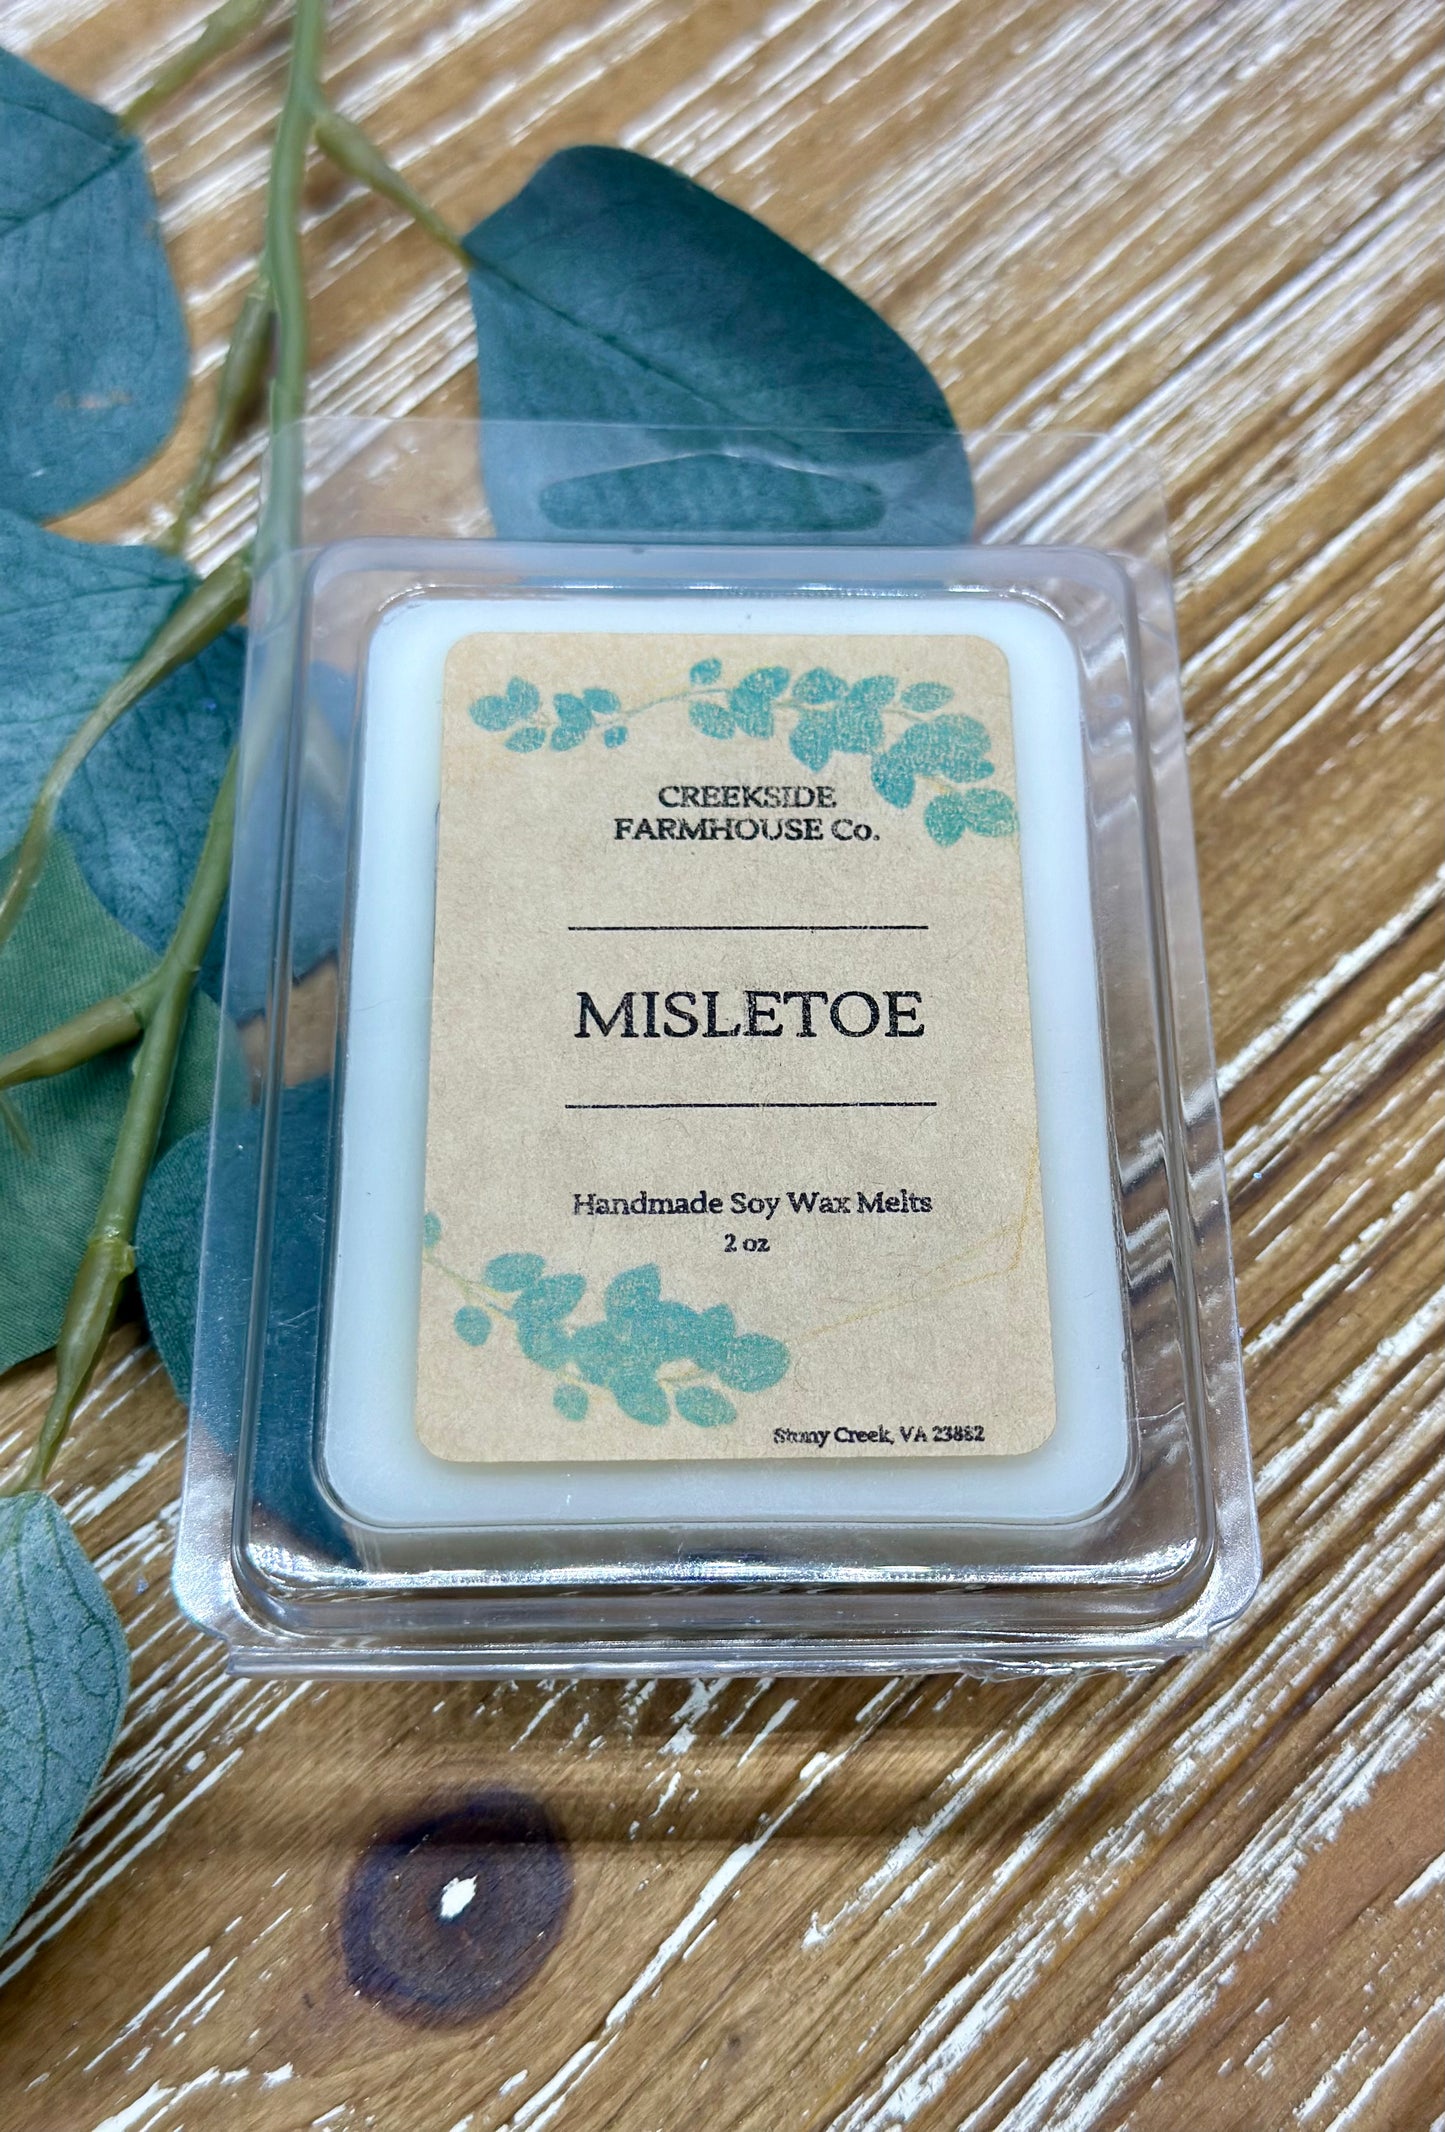 CREEKSIDE
FARMHOUSE Co.
MISLETOE
Handmade Soy Wax Melts
2 oz
Stony Creek, VA 23882